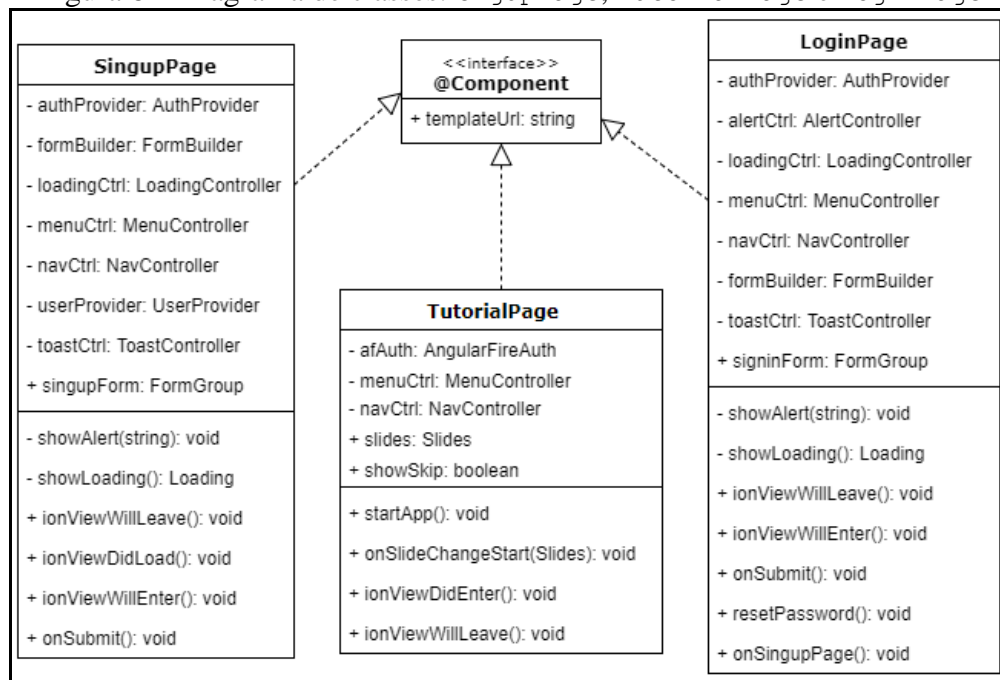 SingupPage
- authProvider: AuthProvider
- formBuilder: FormBuilder
- loadingCtrl: LoadingController
- menuCtrl: MenuController
- navCtrl: NavController
- userProvider: UserProvider
- toastCtrl: ToastController
+ singupForm: FormGroup
- showAlert(string): void
- showLoading(): Loading
+ ionViewWillLeave(): void
+ ionViewDidLoad(): void
+ ionViewWillEnter(): void
+ onSubmit(): void
<<interface>>
@Component
+ templateUrl: string
TutorialPage
- afAuth: AngularFireAuth
- menuCtrl: MenuController
- navCtrl: NavController
+ slides: Slides
+ showSkip: boolean
+ startApp(): void
+ onSlideChangeStart(Slides): void
+ ionViewDidEnter(): void
+ ionViewWillLeave(): void
LoginPage
- authProvider: AuthProvider
- alertCtrl: AlertController
- loadingCtrl: LoadingController
- menuCtrl: MenuController
- navCtrl: NavController
- formBuilder: FormBuilder
- toastCtrl: ToastController
+ signinForm: FormGroup
- showAlert(string): void
- showLoading(): Loading
+ ionViewWillLeave(): void
+ ionViewWillEnter(): void
+ onSubmit(): void
+ resetPassword(): void
+ onSingupPage(): void